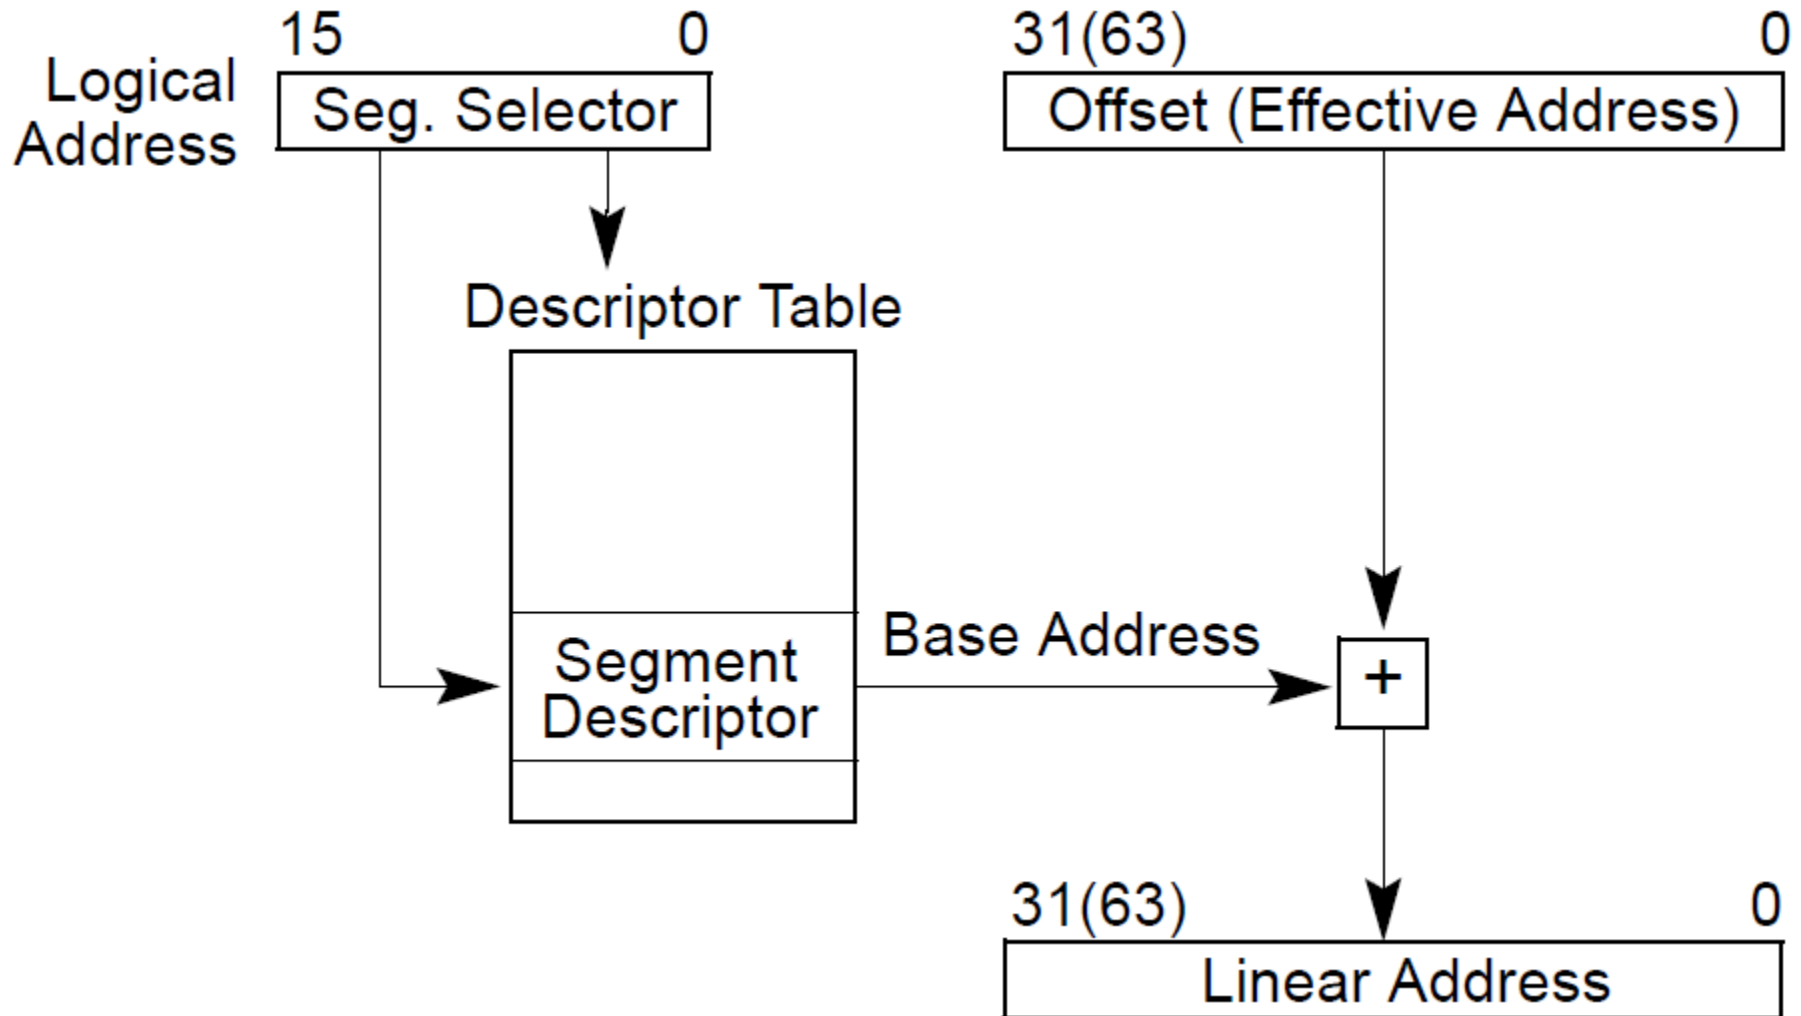 15 0 31(63) 0
Logical
Address
Seg. Selector
Offset (Effective Address)
Descriptor Table
Base Address
Segment
Descriptor
+
31(63) 0
Linear Address